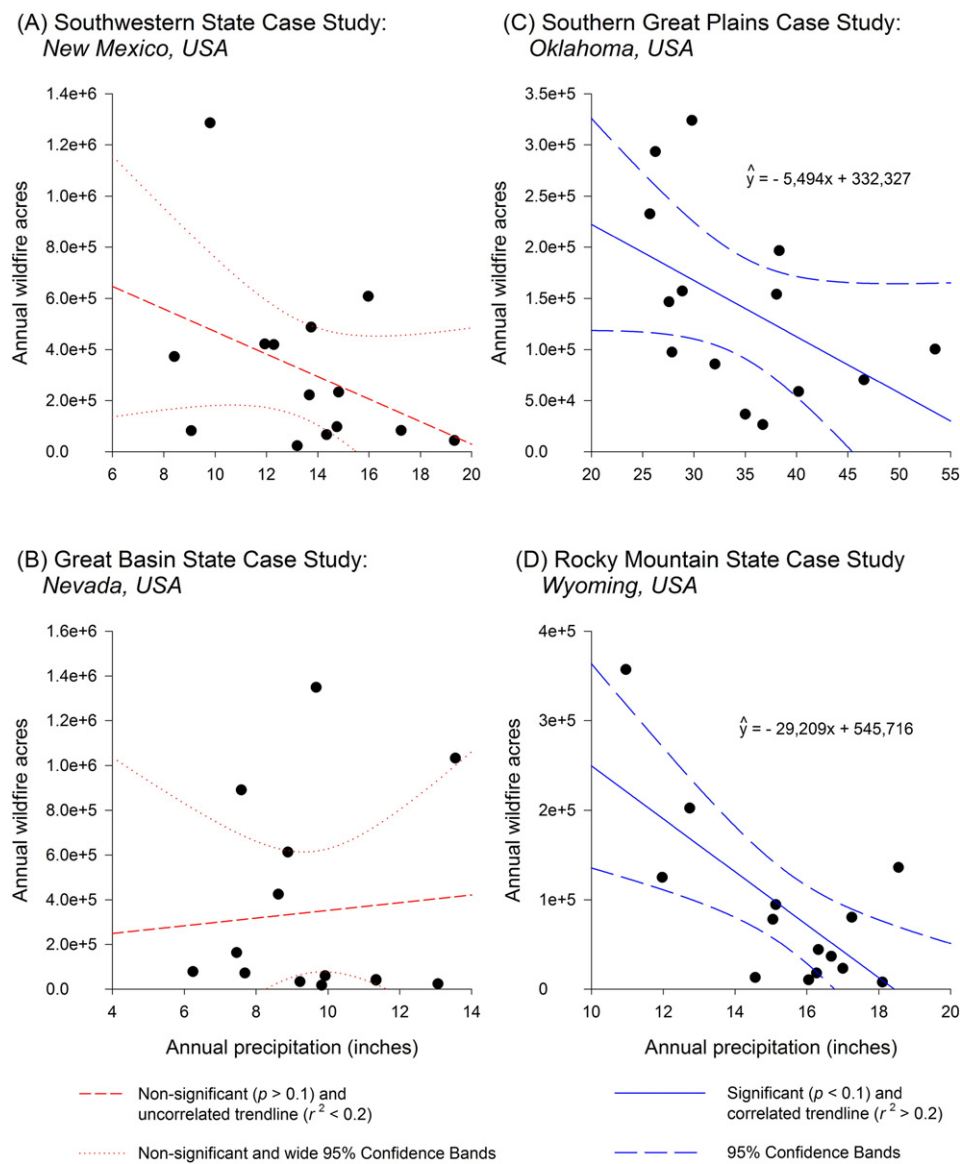 (A) Southwestern State Case Study:
New Mexico, USA
1.4e+6
1.2e+6
1.0e+6
8.0e+5
6.0e+5
4.0e+5
2.0e+5
0.0
Annual wildfire acres
6 8 10 12 14 16 18 20
(C) Southern Great Plains Case Study:
Oklahoma, USA
3.5e+5
3.0e+5
2.5e+5
2.0e+5
1.5e+5
1.0e+5
5.0e+4
0.0
Annual wildfire acres
ŷ = - 5,494x + 332,327
20 25 30 35 40 45 50 55
(B) Great Basin State Case Study:
Nevada, USA
1.6e+6
1.4e+6
1.2e+6
1.0e+6
8.0e+5
6.0e+5
4.0e+5
2.0e+5
0.0
Annual wildfire acres
4 6 8 10 12 14
Annual precipitation (inches)
(D) Rocky Mountain State Case Study
Wyoming, USA
4e+5
3e+5
2e+5
1e+5
0
Annual wildfire acres
ŷ = - 29,209x + 545,716
10 12 14 16 18 20
Annual precipitation (inches)
Non-significant (p > 0.1) and
uncorrelated trendline (r² < 0.2)
Non-significant and wide 95% Confidence Bands
Significant (p < 0.1) and
correlated trendline (r² > 0.2)
95% Confidence Bands